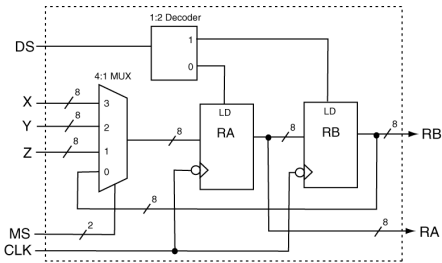 1:2 Decoder
DS
1
0
4:1 MUX
LD
LD
X 8 3
Y 8 2
Z 8 1
0
8 RA 8 RB 8 RB
8
MS 2
8 RA
CLK